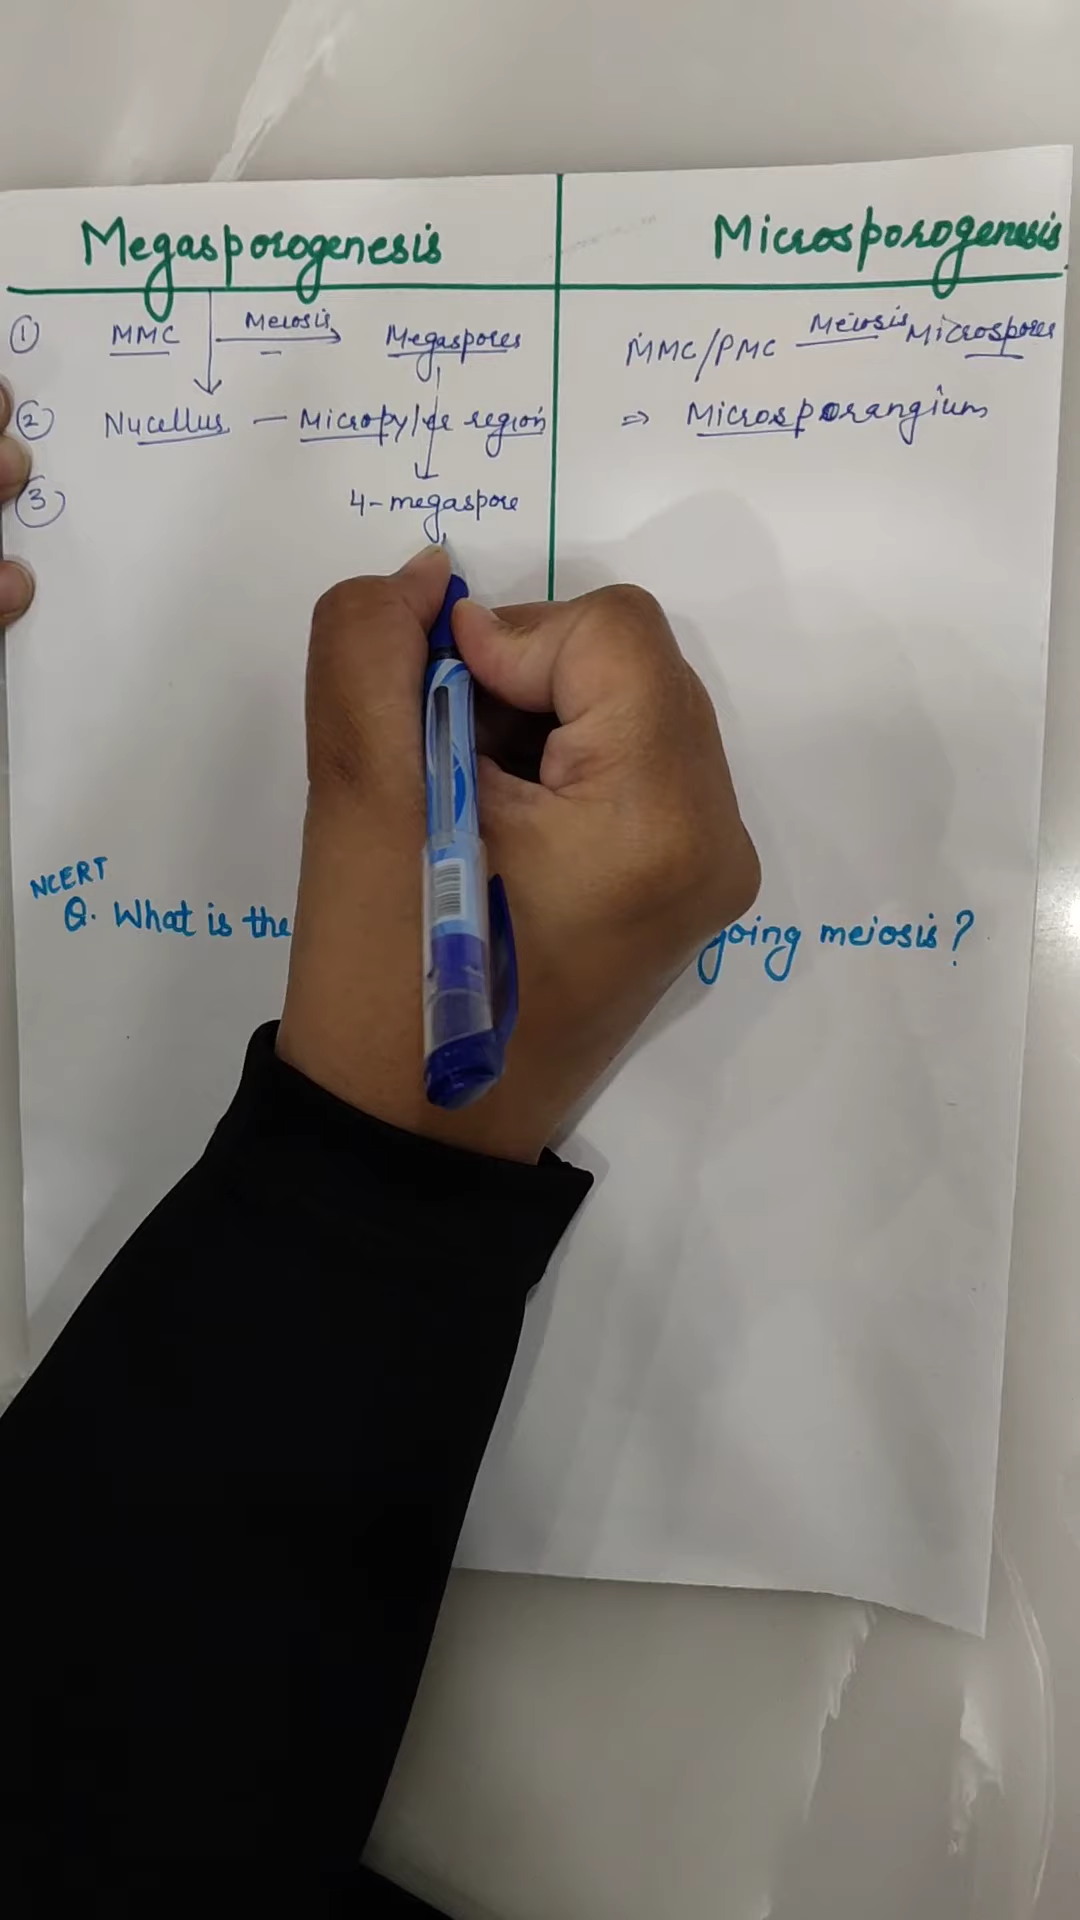 Megasporogenesis
Microsporogenesis
① MMC Meiosis Megaspores
MMC/PMC Meiosis Microspores
② Nucellus — Micropyle region
⇒ Microsporangium
③ 4-megaspore
NCERT
Q. What is the going meiosis?